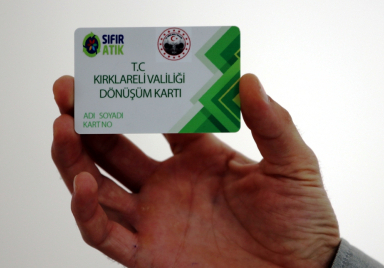 SIFIR
ATIK
T.C
KIRKLARELİ VALİLİĞİ
DÖNÜŞÜM KARTI
ADI SOYADI
KART NO